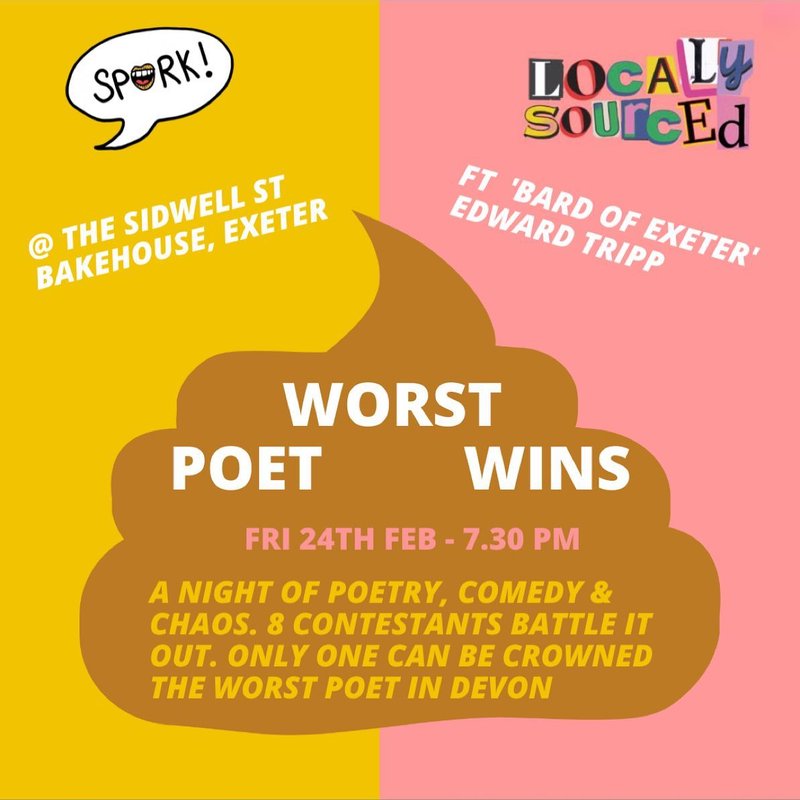 SPORK!
LOCALLY
SOURCEd
@ THE SIDWELL ST
BAKEHOUSE, EXETER
FT 'BARD OF EXETER'
EDWARD TRIPP
WORST
POET WINS
FRI 24TH FEB - 7.30 PM
A NIGHT OF POETRY, COMEDY &
CHAOS. 8 CONTESTANTS BATTLE IT
OUT. ONLY ONE CAN BE CROWNED
THE WORST POET IN DEVON